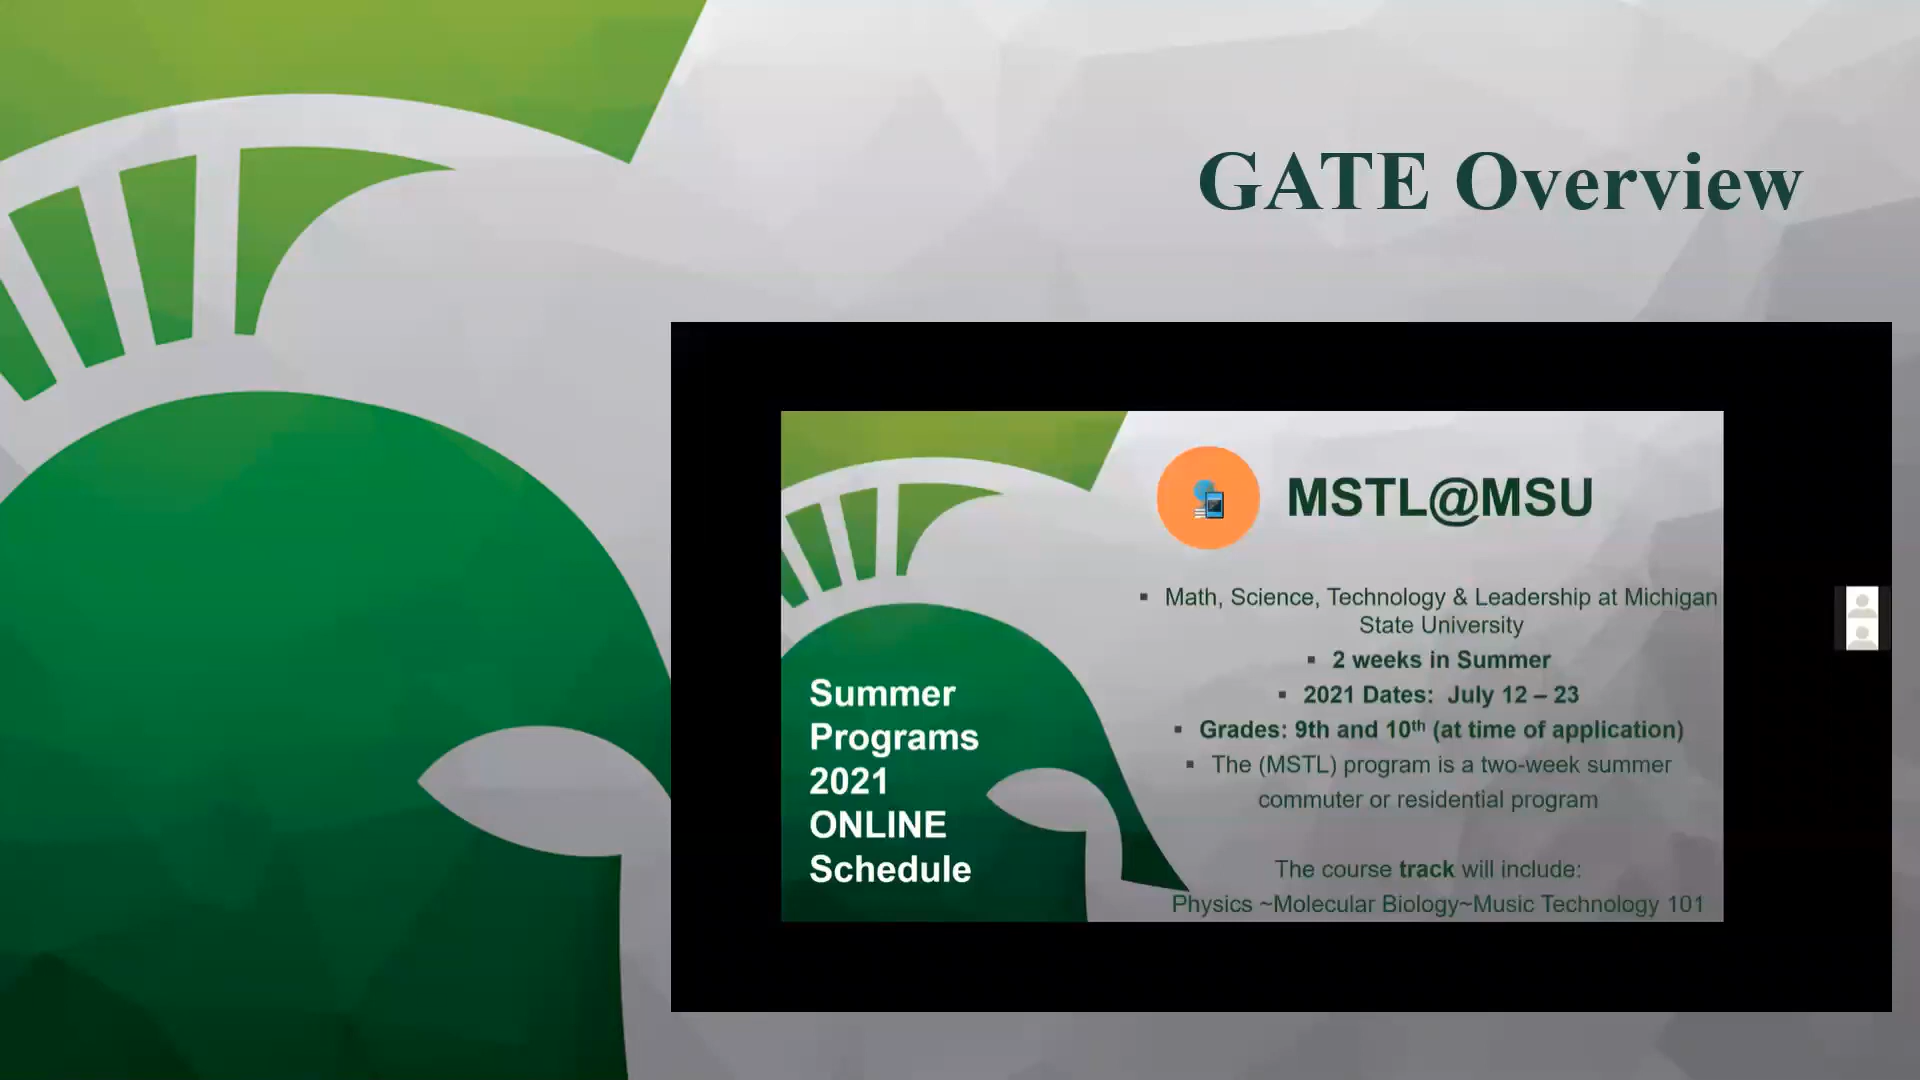 GATE Overview
MSTL@MSU
▪ Math, Science, Technology & Leadership at Michigan
State University
▪ 2 weeks in Summer
▪ 2021 Dates: July 12 – 23
▪ Grades: 9th and 10th (at time of application)
▪ The (MSTL) program is a two-week summer
commuter or residential program
The course track will include:
Physics ~Molecular Biology~Music Technology 101
Summer
Programs
2021
ONLINE
Schedule